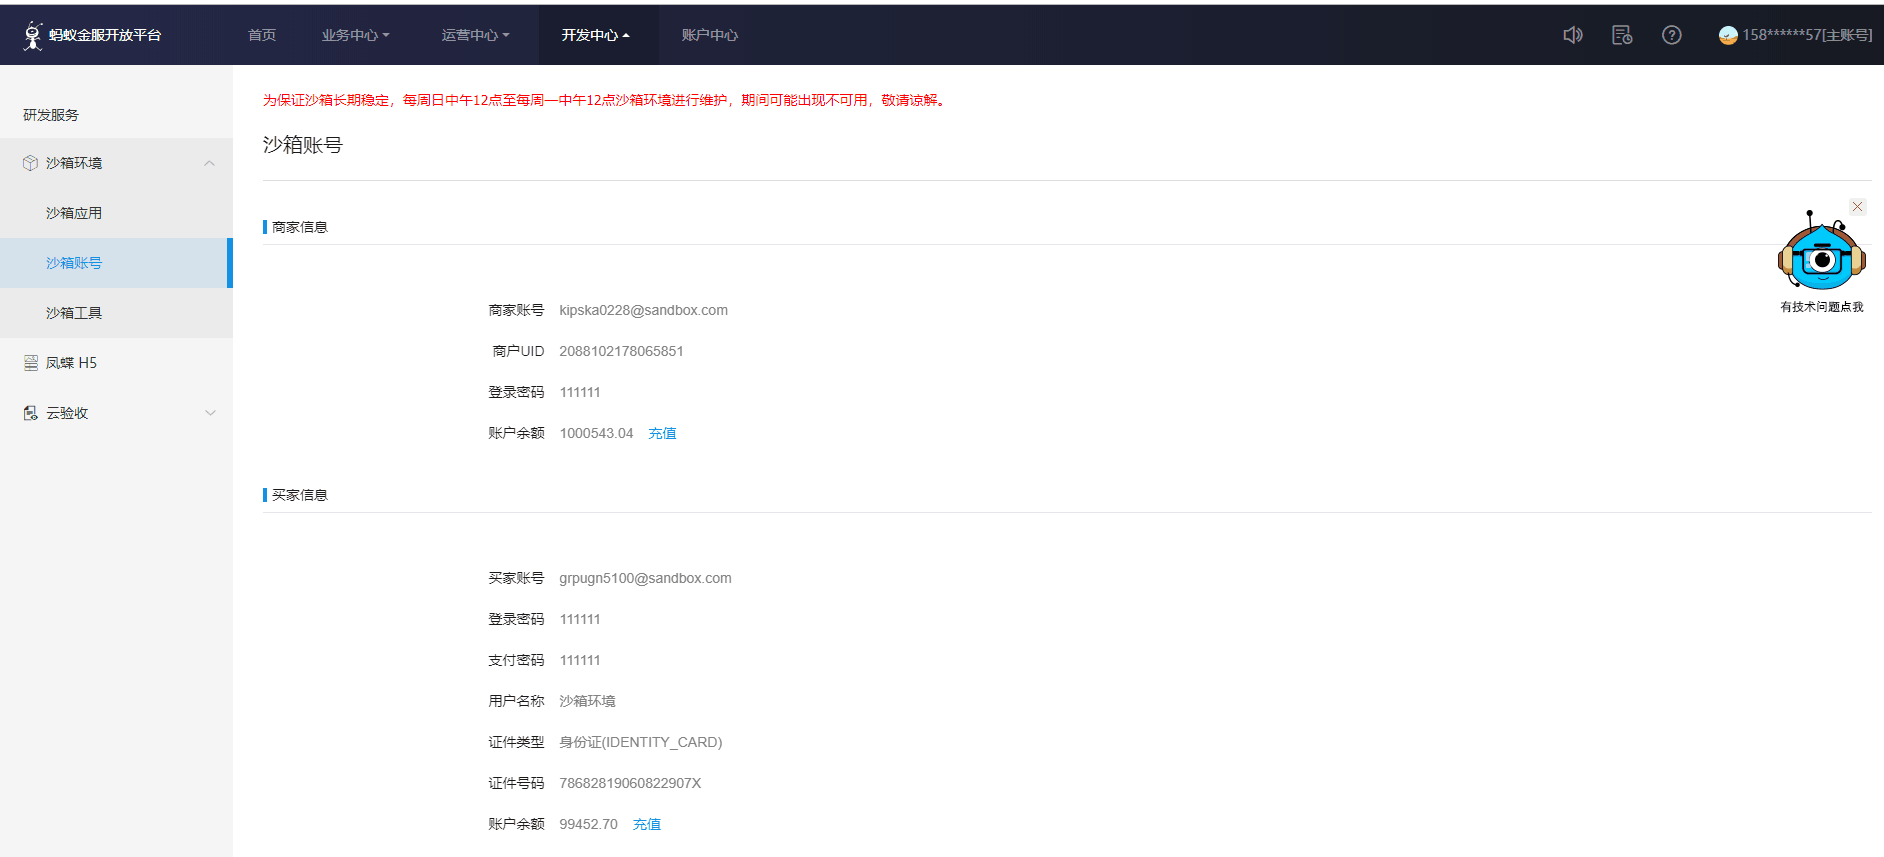 蚂蚁金服开放平台 首页 业务中心 运营中心 开发中心 账户中心 158******57[主账号]
研发服务
沙箱环境
沙箱应用
沙箱账号
沙箱工具
凤蝶 H5
云验收
为保证沙箱长期稳定，每周日中午12点至每周一中午12点沙箱环境进行维护，期间可能出现不可用，敬请谅解。
沙箱账号
商家信息
有技术问题点我
商家账号 kipska0228@sandbox.com
商户UID 2088102178065851
登录密码 111111
账户余额 1000543.04 充值
买家信息
买家账号 grpugn5100@sandbox.com
登录密码 111111
支付密码 111111
用户名称 沙箱环境
证件类型 身份证(IDENTITY_CARD)
证件号码 78682819060822907X
账户余额 99452.70 充值